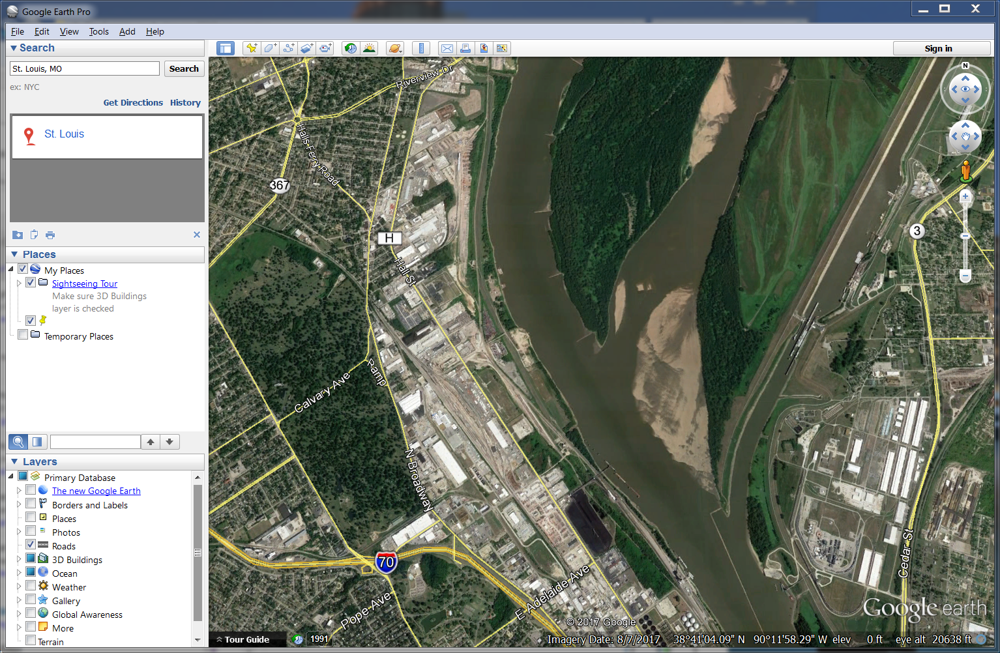 Google Earth Pro
File Edit View Tools Add Help
Search
St. Louis, MO
Search
ex: NYC
Get Directions History
St. Louis
Places
My Places
Sightseeing Tour
Make sure 3D Buildings
layer is checked
Temporary Places
Layers
Primary Database
The new Google Earth
Borders and Labels
Places
Photos
Roads
3D Buildings
Ocean
Weather
Gallery
Global Awareness
More
Terrain
Sign in
N
Riverview Dr
Halls Ferry Road
367
H
Hall St
3
Ramp
Calvary Ave
N Broadway
70
Cedar St
E Adelaide Ave
Pope Ave
Google earth
© 2017 Google
Tour Guide
1991
Imagery Date: 8/7/2017 38°41'04.09" N 90°11'58.29" W elev 0 ft eye alt 20638 ft